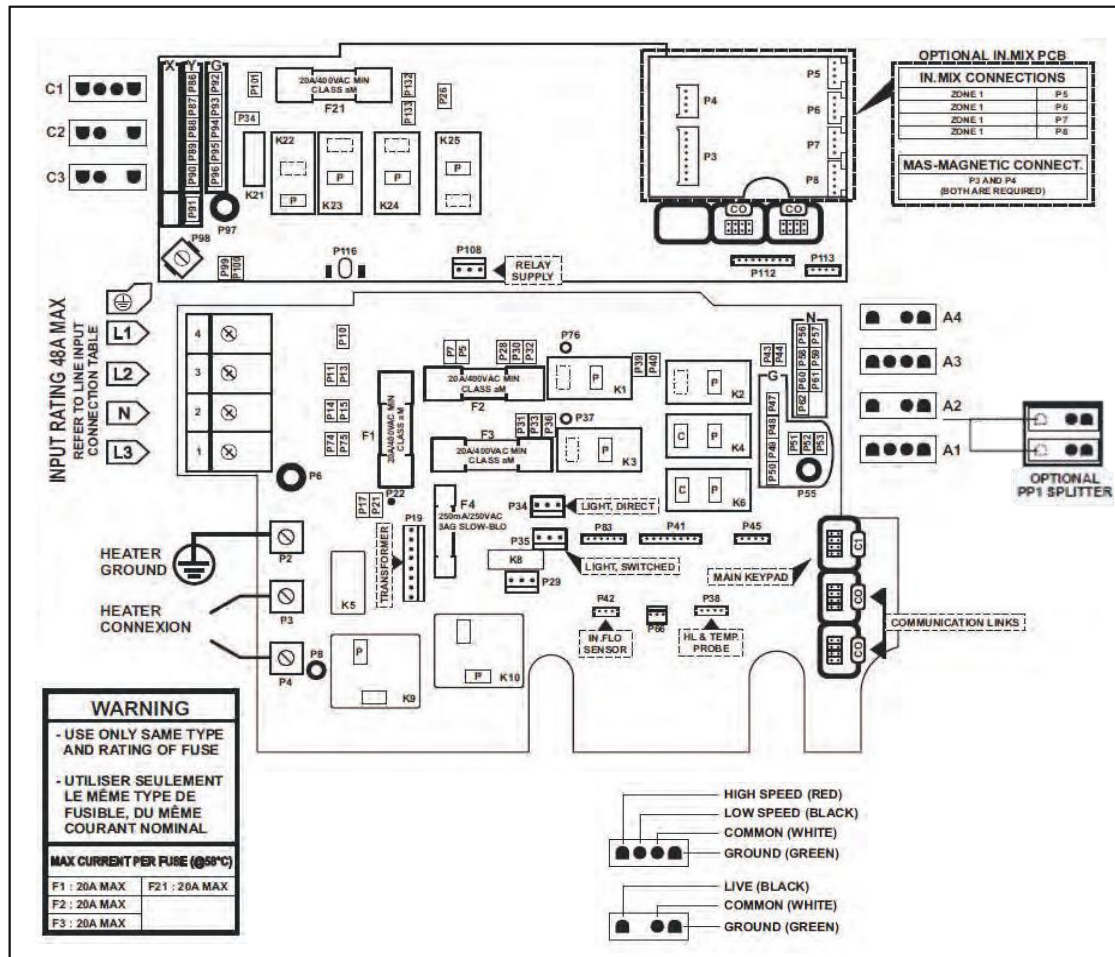 OPTIONAL IN.MIX PCB
IN.MIX CONNECTIONS
ZONE 1 P5
ZONE 1 P6
ZONE 1 P7
ZONE 1 P8
MAS-MAGNETIC CONNECT.
P3 AND P4
(BOTH ARE REQUIRED)
C1
C2
C3
X Y G
P86 P92
P87 P93
P88 P94
P89 P95
P90 P96
P91
P97
P98
P99
P100
P101
P34
20A/400VAC MIN
CLASS aM
F21
P132
P133
P26
K21
K22
P
K23
P
K24
P
K25
P
P4
P3
P5
P6
P7
P8
CO
CO
P116
P108
RELAY
SUPPLY
P112
P113
INPUT RATING 48A MAX
REFER TO LINE INPUT
CONNECTION TABLE
L1
L2
N
L3
4
3
2
1
P6
P10
P11 P13
P14 P15
P74 P75
P17 P21
P22
F1
20A/400VAC MIN
CLASS aM
P7 P5
P28 P30 P32
20A/400VAC MIN
CLASS aM
F2
P31 P33 P36
F3
20A/400VAC MIN
CLASS aM
P76
P
K1
P37
P
K3
P39 P40
P
K2
C P
K4
C P
K6
P43 P44
G
P47
P48
P49
P50
P51 P52 P53
P55
N
P56 P57
P58 P59
P60 P61
P62
A4
A3
A2
A1
OPTIONAL
PP1 SPLITTER
F4
250mA/250VAC
3AG SLOW-BLO
P19
TRANSFORMER
P34
LIGHT, DIRECT
P35
LIGHT, SWITCHED
P83
P41
P45
K8
P29
MAIN KEYPAD
C1
CO
CO
COMMUNICATION LINKS
P42
IN.FLO
SENSOR
P66
P38
HL & TEMP.
PROBE
HEATER
GROUND
P2
HEATER
CONNEXION
P3
P4
P8
K5
P
K9
P
K10
WARNING
- USE ONLY SAME TYPE
AND RATING OF FUSE
- UTILISER SEULEMENT
LE MÊME TYPE DE
FUSIBLE, DU MÊME
COURANT NOMINAL
MAX CURRENT PER FUSE (@58°C)
F1 : 20A MAX F21 : 20A MAX
F2 : 20A MAX
F3 : 20A MAX
HIGH SPEED (RED)
LOW SPEED (BLACK)
COMMON (WHITE)
GROUND (GREEN)
LIVE (BLACK)
COMMON (WHITE)
GROUND (GREEN)